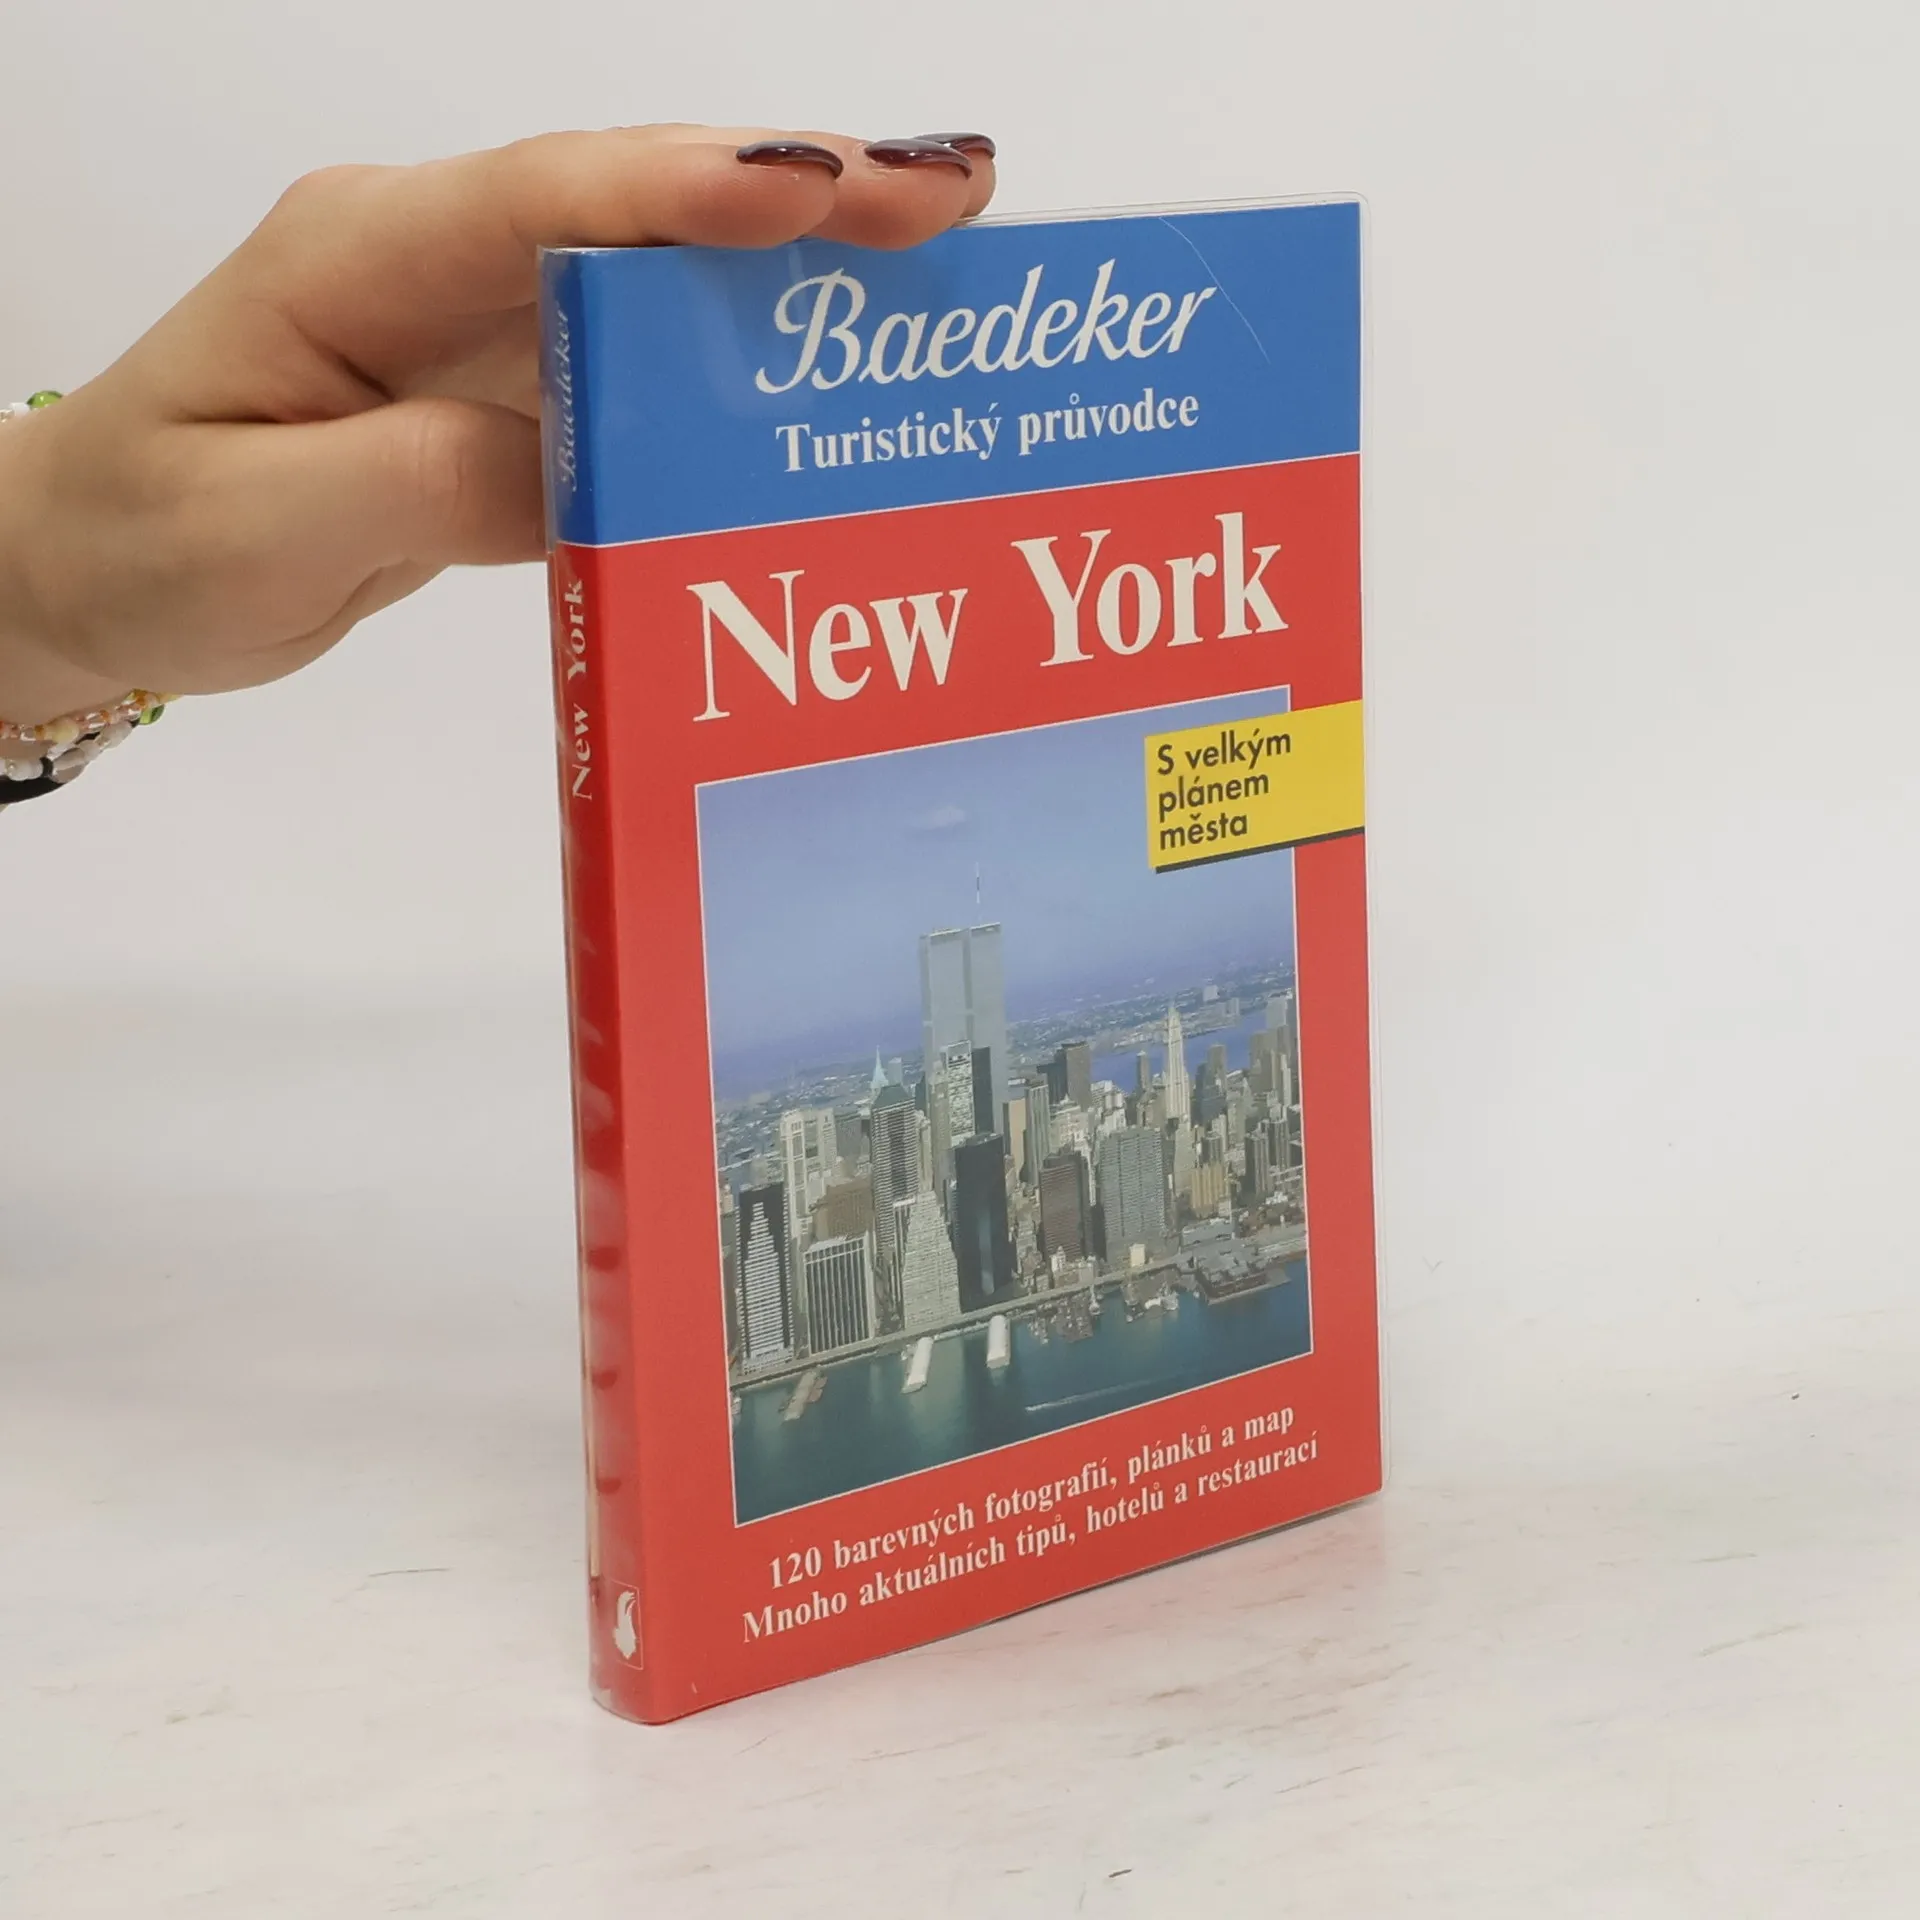 Baedeker
Turistický průvodce
New York
S velkým
plánem
města
120 barevných fotografií, plánků a map
Mnoho aktuálních tipů, hotelů a restaurací
Baedeker
New York